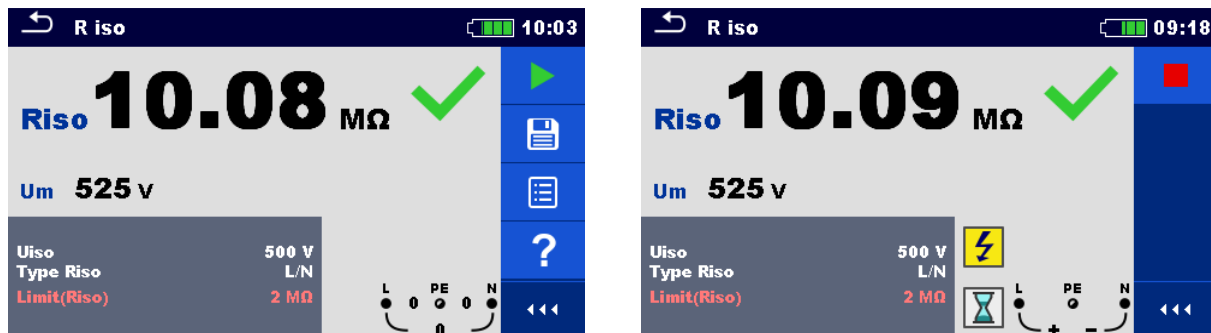 R iso 10:03
Riso 10.08 MΩ
Um 525 V
Uiso 500 V
Type Riso L/N
Limit(Riso) 2 MΩ
L PE N
0 0
0
?
R iso 09:18
Riso 10.09 MΩ
Um 525 V
Uiso 500 V
Type Riso L/N
Limit(Riso) 2 MΩ
L PE N
+ -